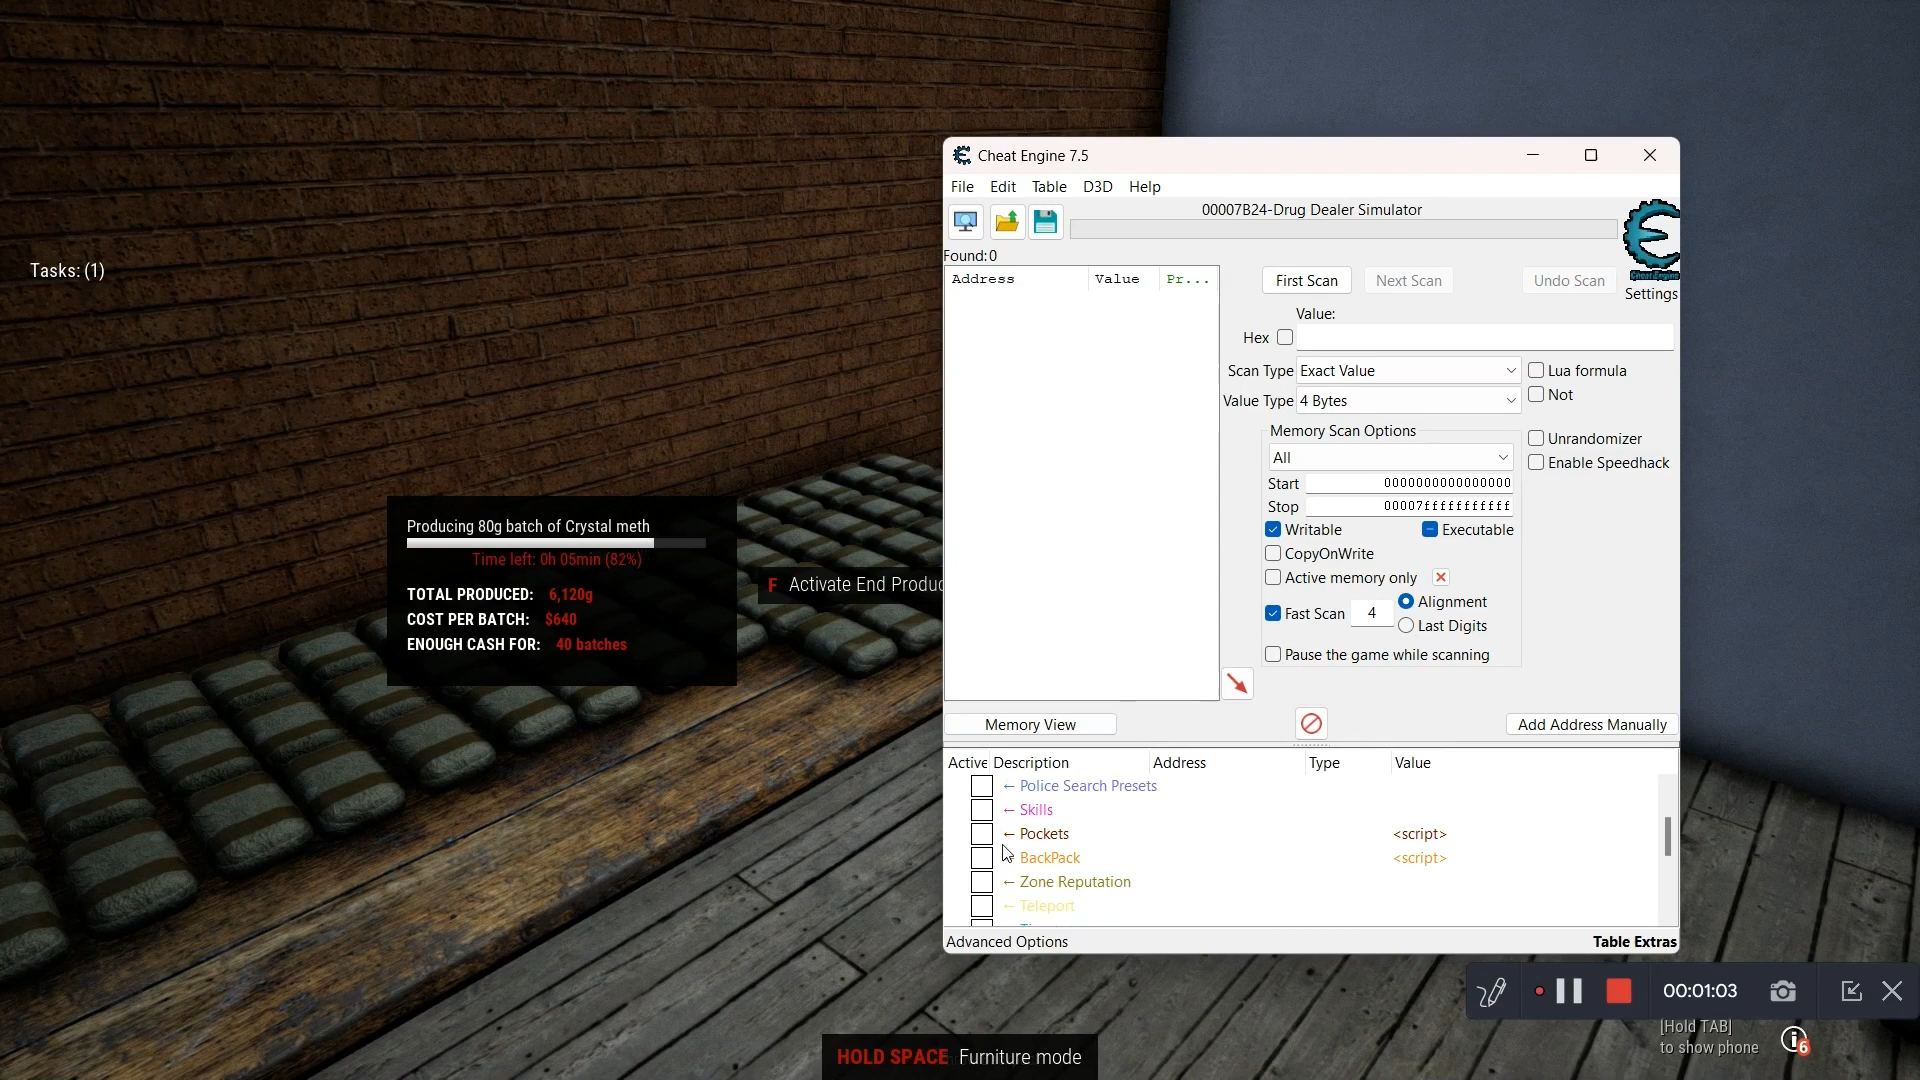 Tasks: (1)
Producing 80g batch of Crystal meth
Time left: 0h 05min (82%)
TOTAL PRODUCED: 6,120g
COST PER BATCH: $640
ENOUGH CASH FOR: 40 batches
F Activate End Produc
Cheat Engine 7.5
File Edit Table D3D Help
00007B24-Drug Dealer Simulator
Cheat Engine
Settings
Found:0
Address Value Pr...
First Scan Next Scan Undo Scan
Value:
Hex
Scan Type Exact Value
Lua formula
Value Type 4 Bytes
Not
Memory Scan Options
All
Unrandomizer
Enable Speedhack
Start 0000000000000000
Stop 00007fffffffffff
Writable Executable
CopyOnWrite
Active memory only
Fast Scan 4
Alignment
Last Digits
Pause the game while scanning
Memory View
Add Address Manually
Active Description Address Type Value
← Police Search Presets
← Skills
← Pockets <script>
BackPack <script>
← Zone Reputation
← Teleport
Advanced Options Table Extras
00:01:03
[Hold TAB]
to show phone
6
HOLD SPACE Furniture mode